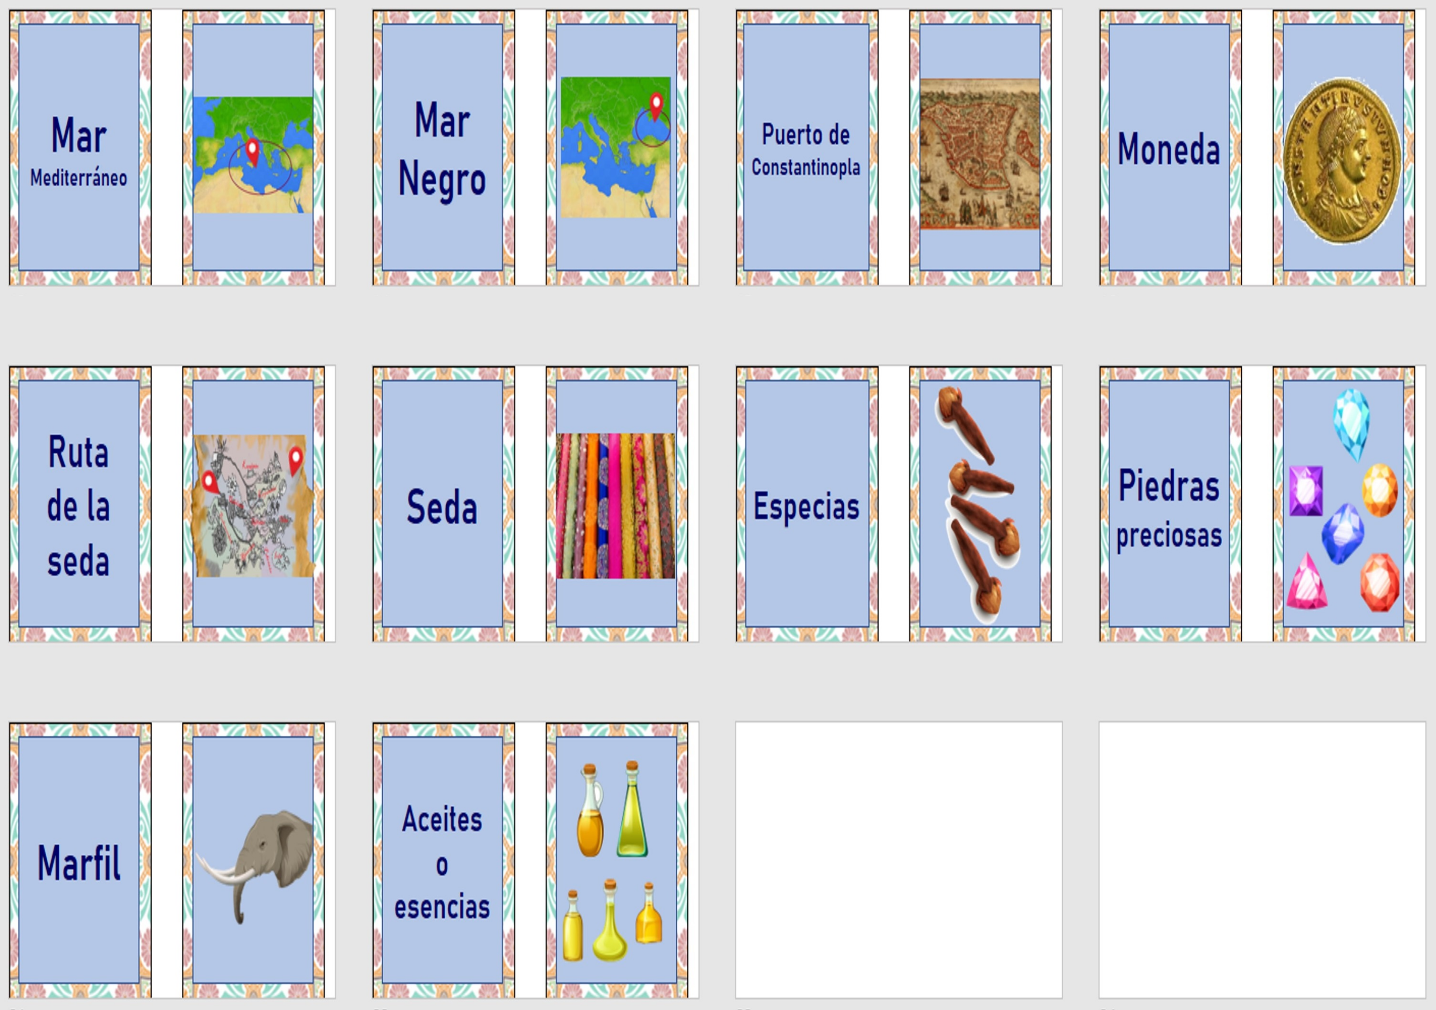 Mar
Mediterráneo
Mar
Negro
Puerto de
Constantinopla
Moneda
Ruta
de la
seda
Seda
Especias
Piedras
preciosas
Marfil
Aceites
o
esencias